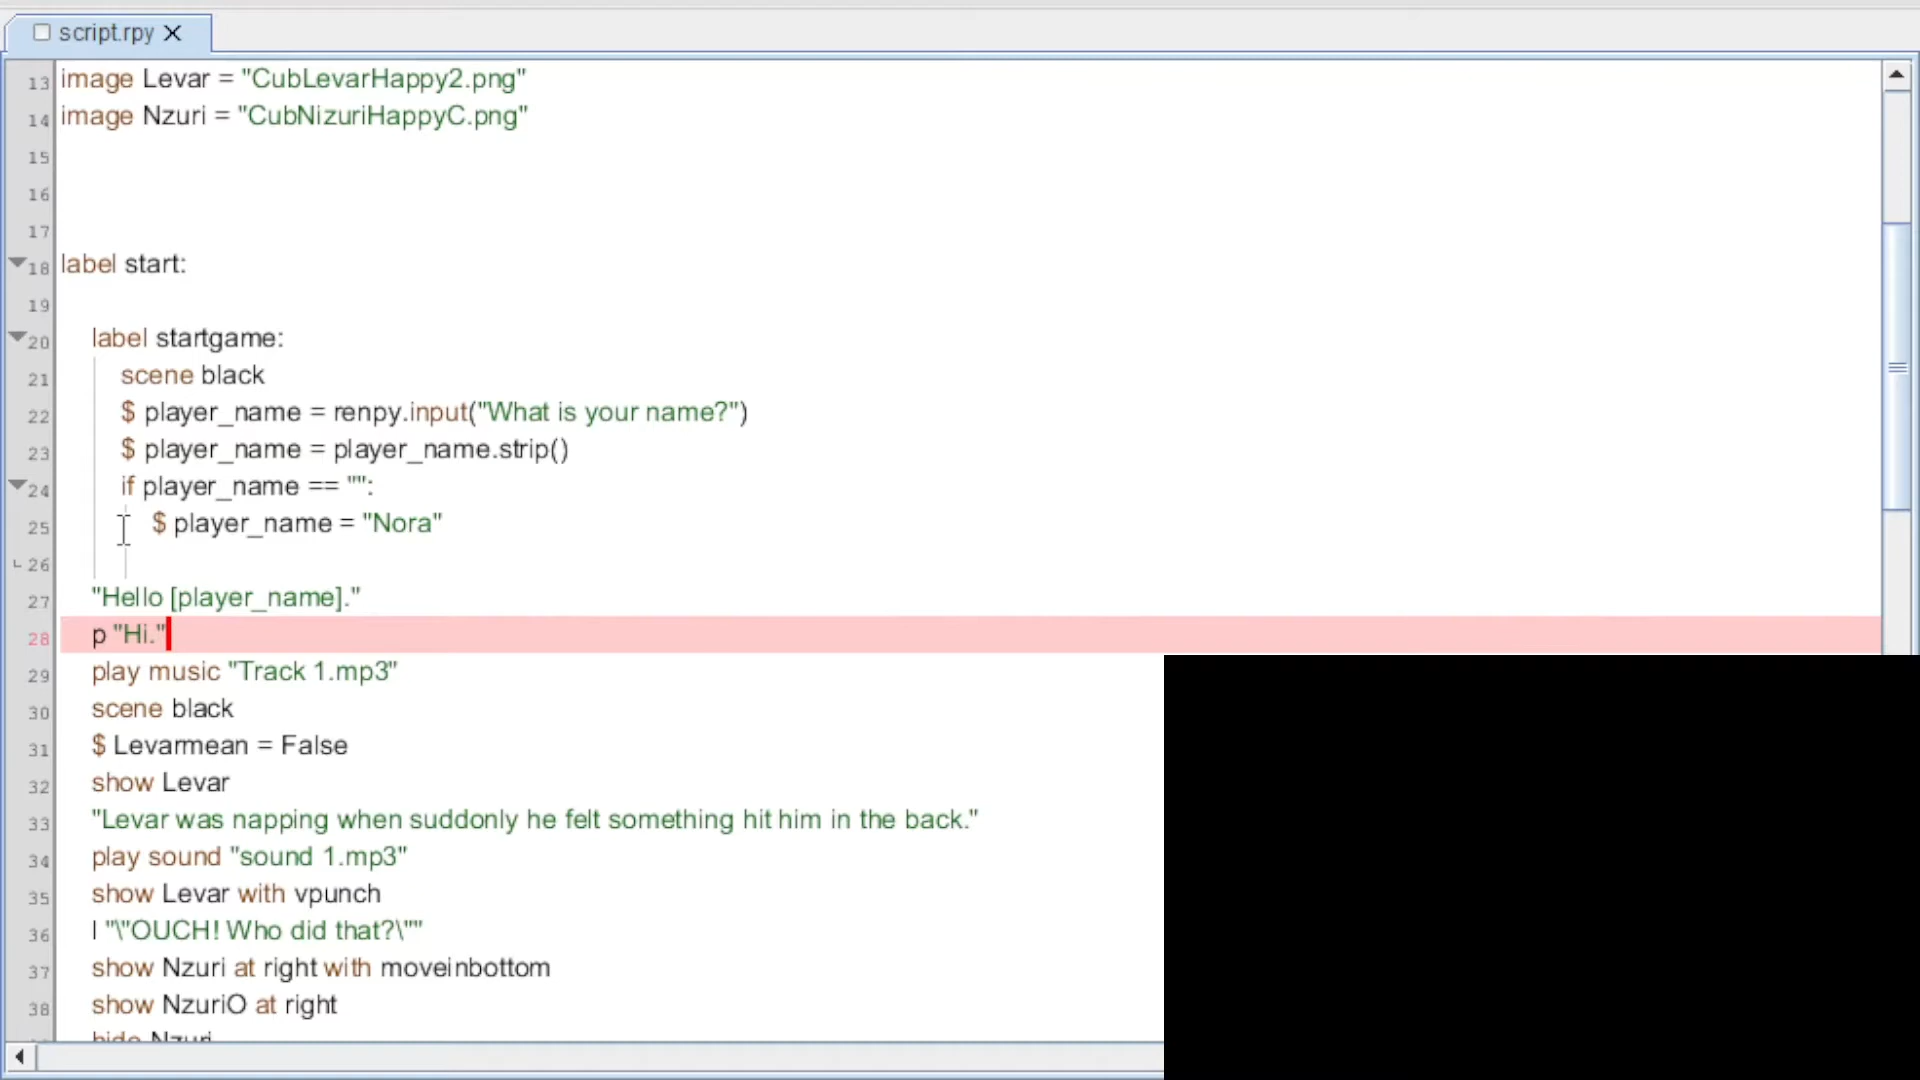 script.rpy
13 image Levar = "CubLevarHappy2.png"
14 image Nzuri = "CubNizuriHappyC.png"
15
16
17
18 label start:
19
20 label startgame:
21 scene black
22 $ player_name = renpy.input("What is your name?")
23 $ player_name = player_name.strip()
24 if player_name == "":
25 $ player_name = "Nora"
26
27 "Hello [player_name]."
28 p "Hi."
29 play music "Track 1.mp3"
30 scene black
31 $ Levarmean = False
32 show Levar
33 "Levar was napping when suddonly he felt something hit him in the back."
34 play sound "sound 1.mp3"
35 show Levar with vpunch
36 l "\"OUCH! Who did that?\""
37 show Nzuri at right with moveinbottom
38 show NzuriO at right
hide Nzuri